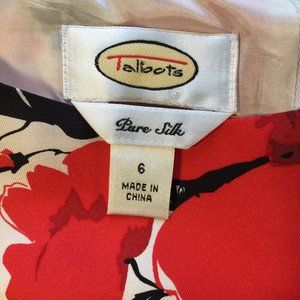 Talbots
Pure Silk
6
MADE IN
CHINA